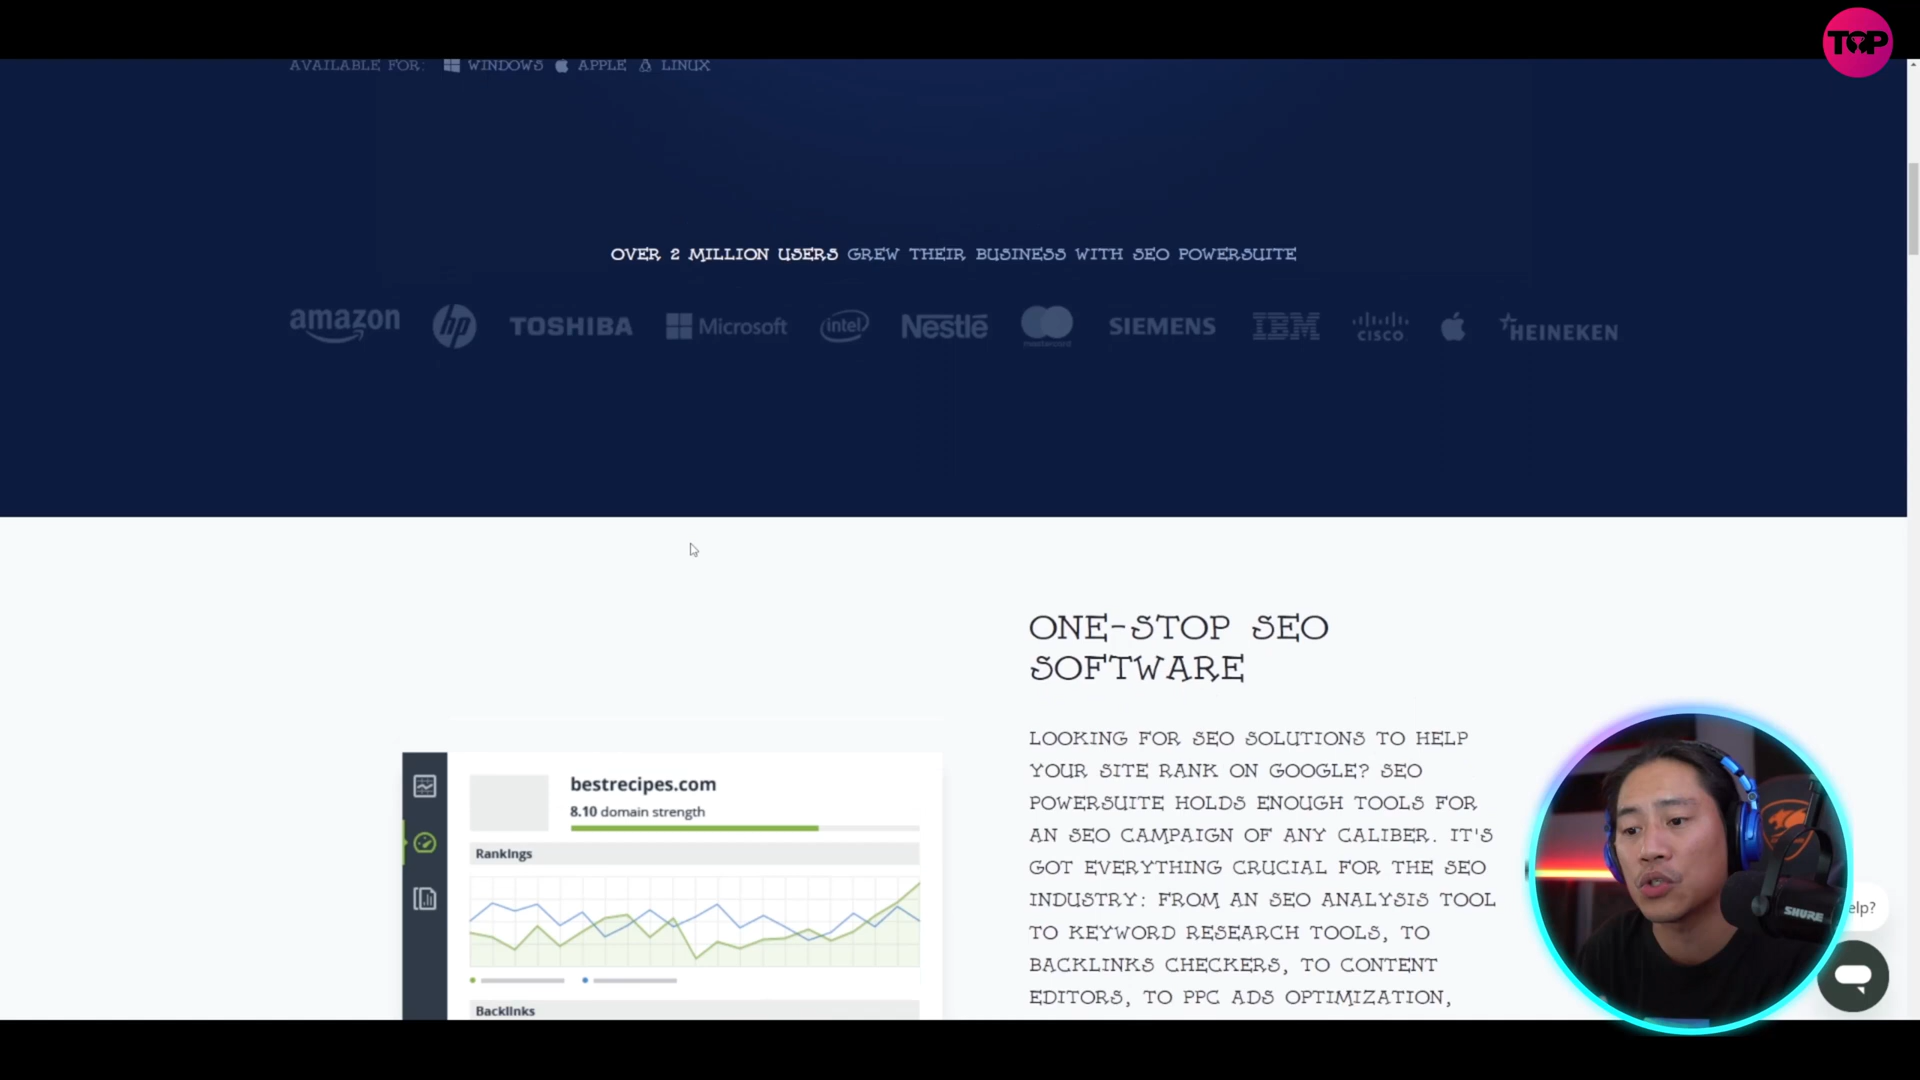 TOP
AVAILABLE FOR: WINDOWS APPLE LINUX
OVER 2 MILLION USERS GREW THEIR BUSINESS WITH SEO POWERSUITE
amazon hp TOSHIBA Microsoft intel Nestlé mastercard SIEMENS IBM CISCO HEINEKEN
ONE-STOP SEO
SOFTWARE
LOOKING FOR SEO SOLUTIONS TO HELP
YOUR SITE RANK ON GOOGLE? SEO
POWERSUITE HOLDS ENOUGH TOOLS FOR
AN SEO CAMPAIGN OF ANY CALIBER. IT'S
GOT EVERYTHING CRUCIAL FOR THE SEO
INDUSTRY: FROM AN SEO ANALYSIS TOOL
TO KEYWORD RESEARCH TOOLS, TO
BACKLINKS CHECKERS, TO CONTENT
EDITORS, TO PPC ADS OPTIMIZATION,
bestrecipes.com
8.10 domain strength
Rankings
Backlinks
SHURE
elp?